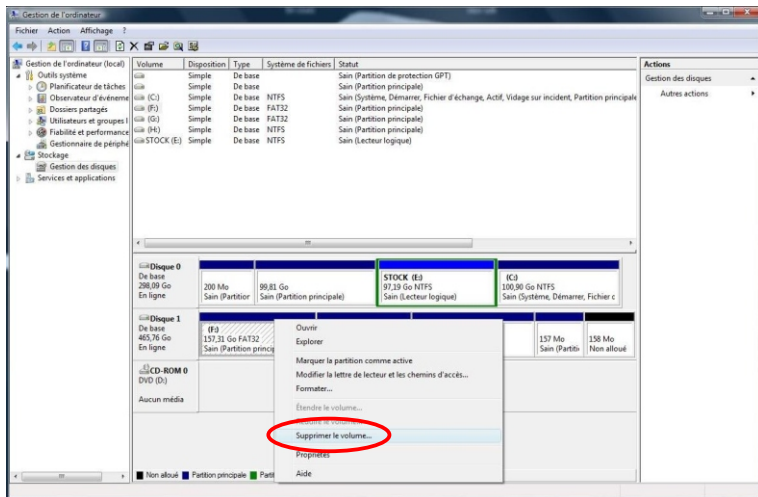 Gestion de l'ordinateur
Fichier Action Affichage ?
Gestion de l'ordinateur (local)
Outils système
Planificateur de tâches
Observateur d'événeme
Dossiers partagés
Utilisateurs et groupes l
Fiabilité et performance
Gestionnaire de périphé
Stockage
Gestion des disques
Services et applications
Volume Disposition Type Système de fichiers Statut
Simple De base Sain (Partition de protection GPT)
Simple De base Sain (Partition principale)
(C:) Simple De base NTFS Sain (Système, Démarrer, Fichier d'échange, Actif, Vidage sur incident, Partition principale
(F:) Simple De base FAT32 Sain (Partition principale)
(G:) Simple De base FAT32 Sain (Partition principale)
(H:) Simple De base NTFS Sain (Partition principale)
STOCK (E:) Simple De base NTFS Sain (Lecteur logique)
Actions
Gestion des disques
Autres actions
Disque 0
De base
298,09 Go
En ligne
200 Mo
Sain (Partitior
99,81 Go
Sain (Partition principale)
STOCK (E:)
97,19 Go NTFS
Sain (Lecteur logique)
(C:)
100,90 Go NTFS
Sain (Système, Démarrer, Fichier c
Disque 1
De base
465,76 Go
En ligne
(F:)
157,31 Go FAT32
Sain (Partition princip
157 Mo
Sain (Partiti
158 Mo
Non alloué
CD-ROM 0
DVD (D:)
Aucun média
Ouvrir
Explorer
Marquer la partition comme active
Modifier la lettre de lecteur et les chemins d'accès...
Formater...
Étendre le volume...
Réduire le volume...
Supprimer le volume...
Propriétés
Aide
Non alloué Partition principale Parti